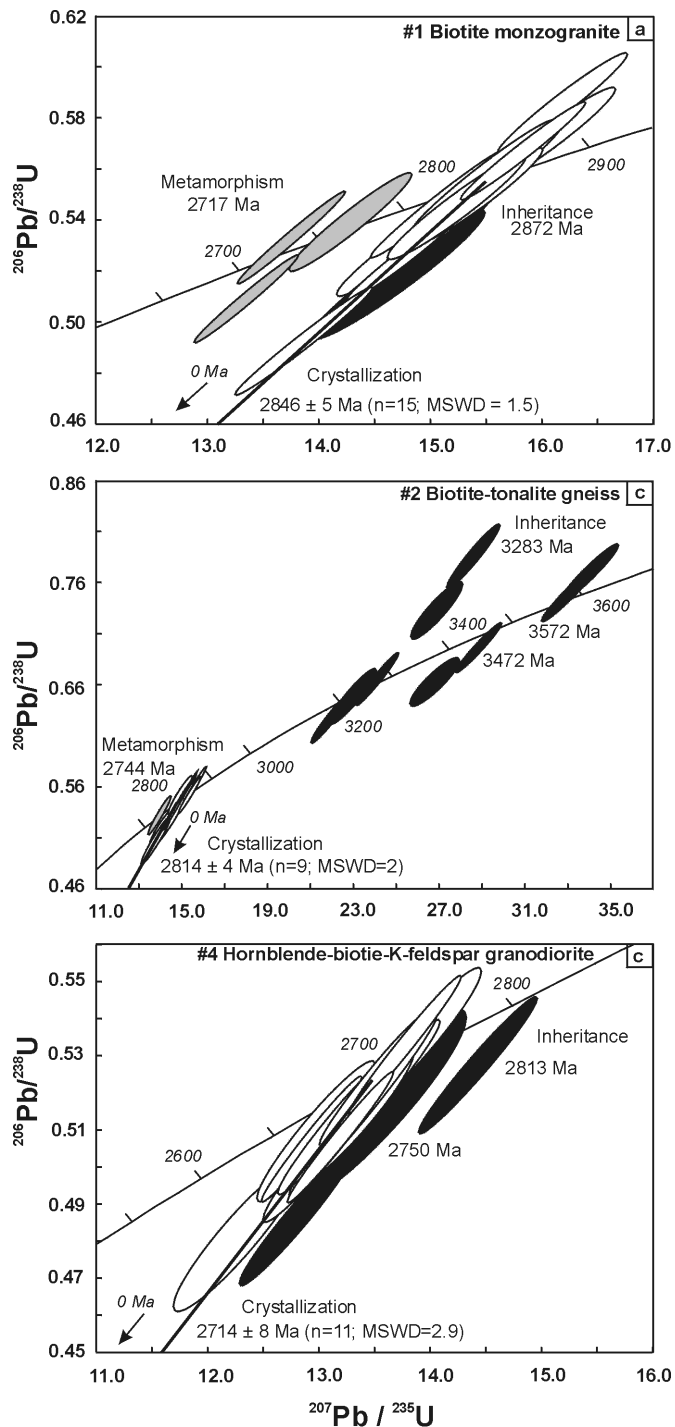 #1 Biotite monzogranite a
0.62
0.58
0.54
0.50
0.46
206Pb/238U
Metamorphism
2717 Ma
2700
2800
2900
Inheritance
2872 Ma
0 Ma
Crystallization
2846 ± 5 Ma (n=15; MSWD = 1.5)
12.0 13.0 14.0 15.0 16.0 17.0
#2 Biotite-tonalite gneiss c
0.86
0.76
0.66
0.56
0.46
206Pb/238U
Inheritance
3283 Ma
3600
3400
3572 Ma
3472 Ma
3200
3000
Metamorphism
2744 Ma
2800
0 Ma
Crystallization
2814 ± 4 Ma (n=9; MSWD=2)
11.0 15.0 19.0 23.0 27.0 31.0 35.0
#4 Hornblende-biotie-K-feldspar granodiorite c
0.55
0.53
0.51
0.49
0.47
0.45
206Pb/238U
2800
2700
Inheritance
2813 Ma
2750 Ma
2600
0 Ma
Crystallization
2714 ± 8 Ma (n=11; MSWD=2.9)
11.0 12.0 13.0 14.0 15.0 16.0
207Pb / 235U